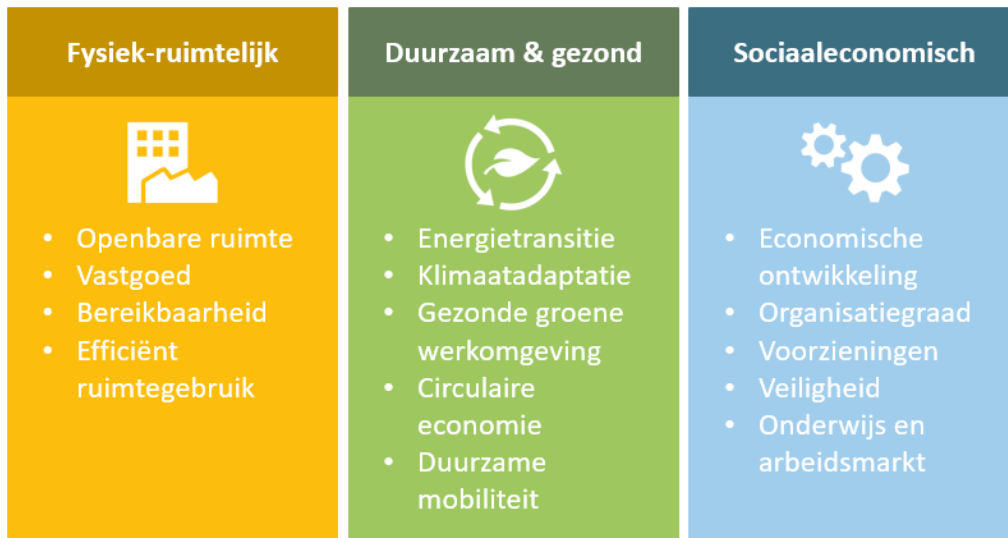 Fysiek-ruimtelijk
• Openbare ruimte
• Vastgoed
• Bereikbaarheid
• Efficiënt
ruimtegebruik
Duurzaam & gezond
• Energietransitie
• Klimaatadaptatie
• Gezonde groene
werkomgeving
• Circulaire
economie
• Duurzame
mobiliteit
Sociaaleconomisch
• Economische
ontwikkeling
• Organisatiegraad
• Voorzieningen
• Veiligheid
• Onderwijs en
arbeidsmarkt